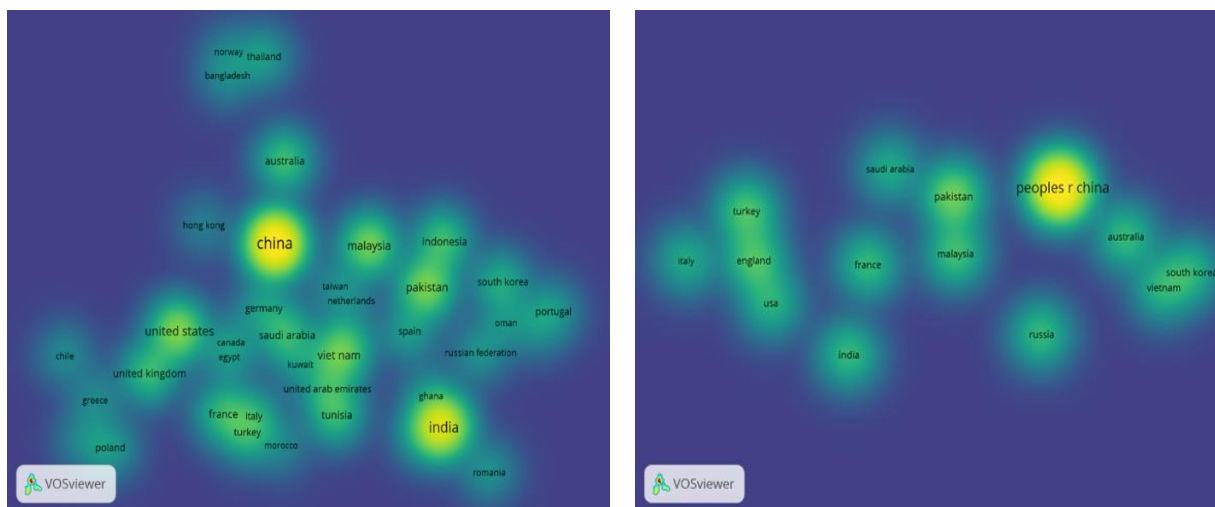 norway thailand
bangladesh
australia
hong kong
china
malaysia
indonesia
taiwan
netherlands
pakistan
south korea
portugal
oman
germany
saudi arabia
canada
egypt
united states
spain
russian federation
viet nam
kuwait
chile
united kingdom
united arab emirates
greece
france italy
turkey
morocco
tunisia
ghana
india
poland
romania
VOSviewer
saudi arabia
pakistan
peoples r china
turkey
australia
italy
england
france
malaysia
south korea
vietnam
usa
russia
india
VOSviewer